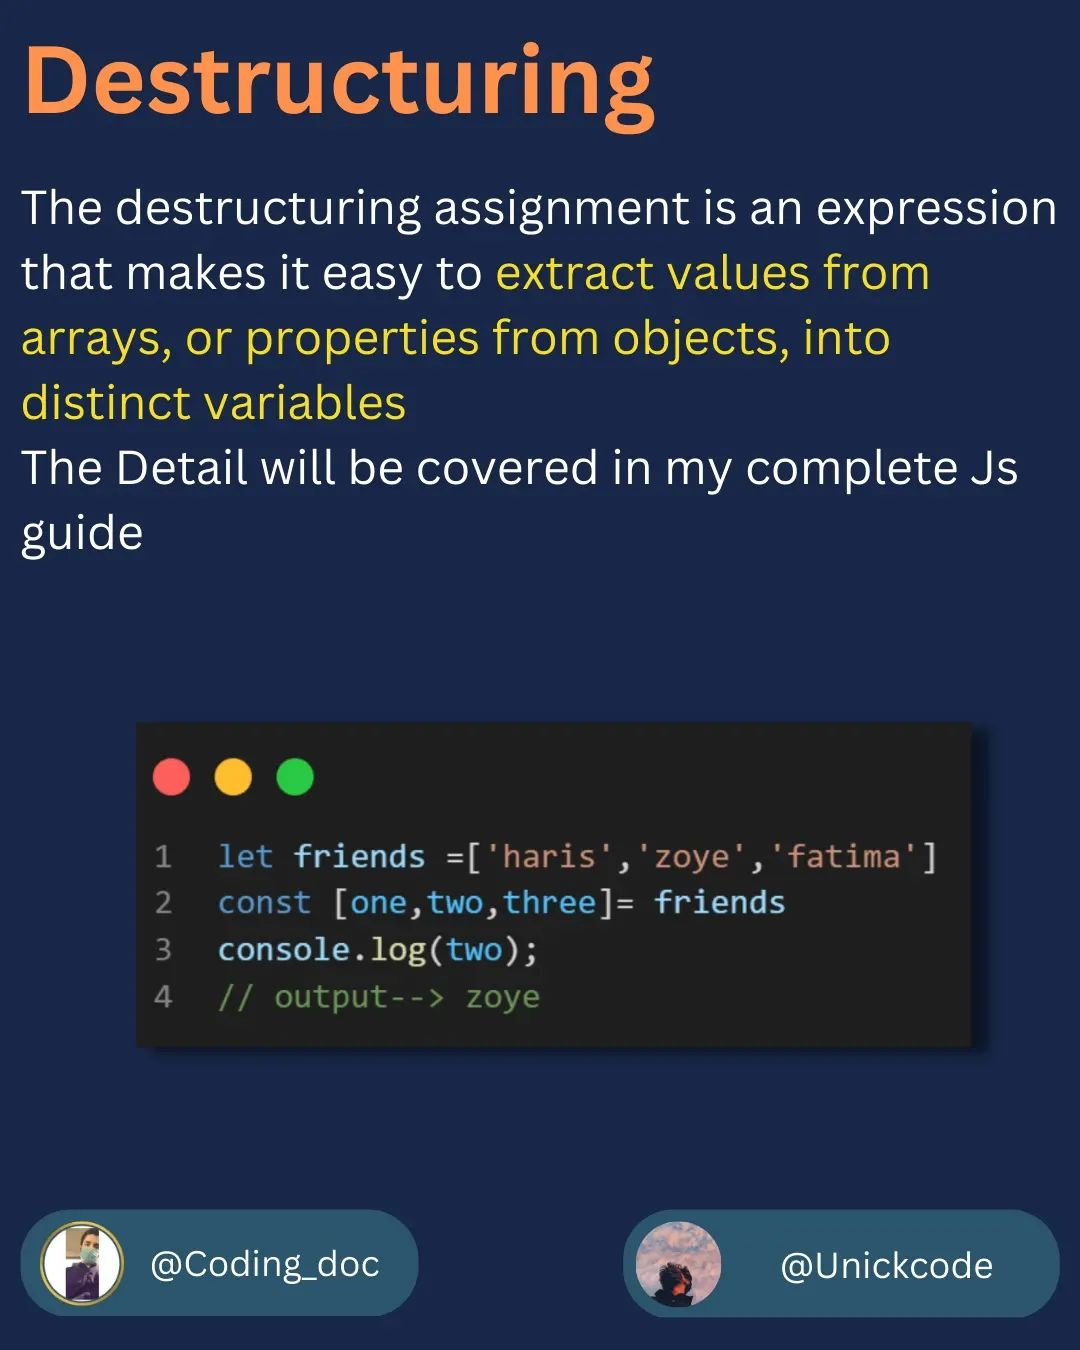 Destructuring
The destructuring assignment is an expression
that makes it easy to extract values from
arrays, or properties from objects, into
distinct variables
The Detail will be covered in my complete Js
guide
1 let friends =['haris','zoye','fatima']
2 const [one,two,three]= friends
3 console.log(two);
4 // output--> zoye
@Coding_doc
@Unickcode